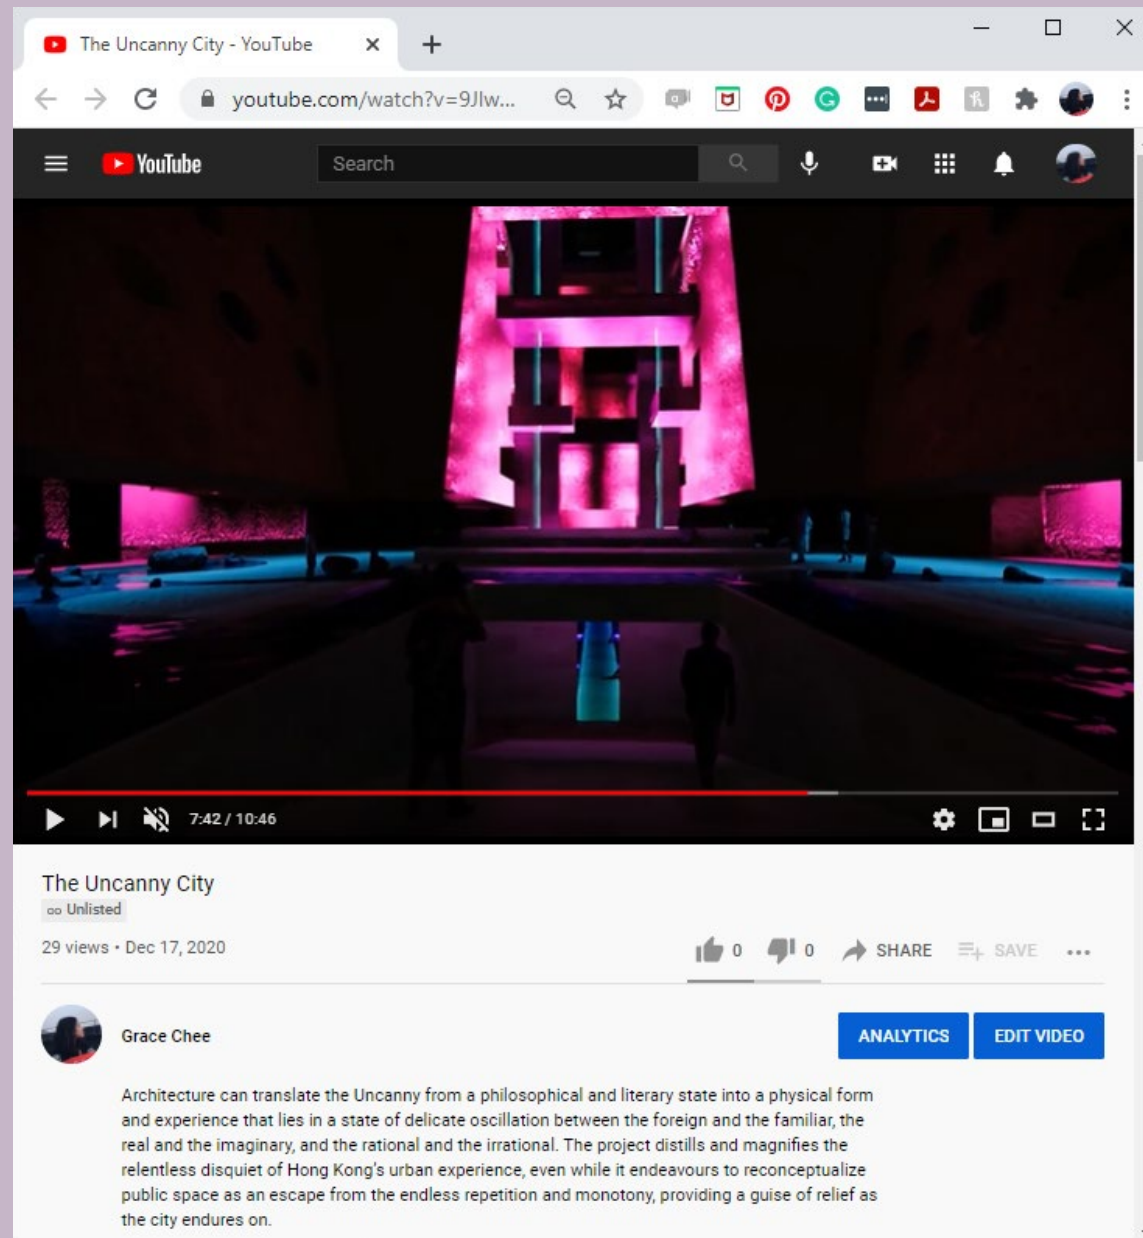 The Uncanny City - YouTube
youtube.com/watch?v=9Jlw...
YouTube
Search
7:42 / 10:46
The Uncanny City
Unlisted
29 views • Dec 17, 2020
0
0
SHARE
SAVE
Grace Chee
ANALYTICS
EDIT VIDEO
Architecture can translate the Uncanny from a philosophical and literary state into a physical form
and experience that lies in a state of delicate oscillation between the foreign and the familiar, the
real and the imaginary, and the rational and the irrational. The project distills and magnifies the
relentless disquiet of Hong Kong's urban experience, even while it endeavours to reconceptualize
public space as an escape from the endless repetition and monotony, providing a guise of relief as
the city endures on.